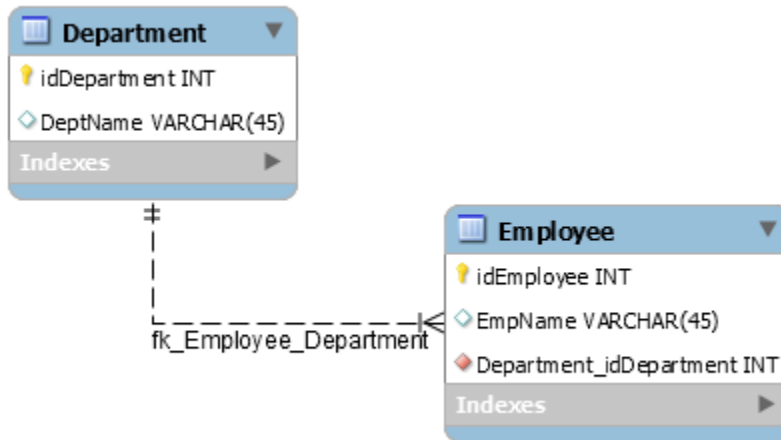 Department
idDepartment INT
DeptName VARCHAR(45)
Indexes
fk_Employee_Department
Employee
idEmployee INT
EmpName VARCHAR(45)
Department_idDepartment INT
Indexes